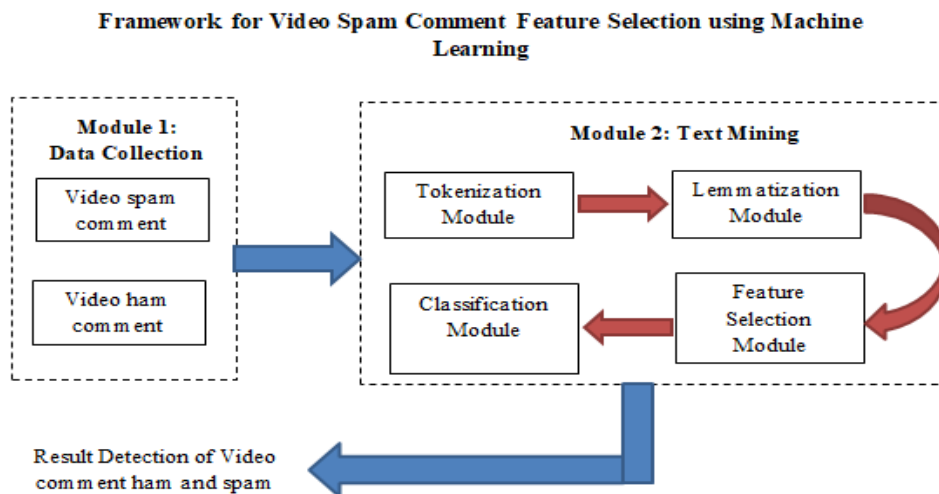 Framework for Video Spam Comment Feature Selection using Machine
Learning
Module 1:
Data Collection
Video spam
comment
Video ham
comment
Module 2: Text Mining
Tokenization
Module
Lemmatization
Module
Feature
Selection
Module
Classification
Module
Result Detection of Video
comment ham and spam